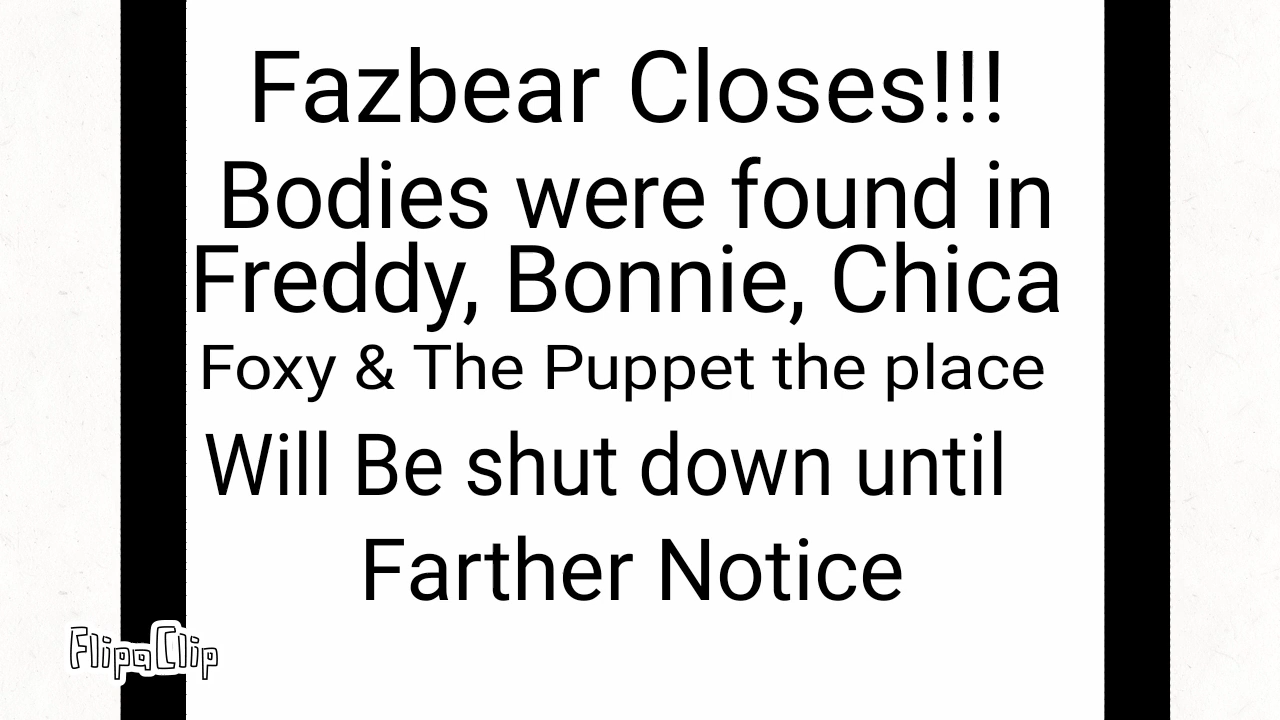 Fazbear Closes!!!
Bodies were found in
Freddy, Bonnie, Chica
Foxy & The Puppet the place
Will Be shut down until
Farther Notice
FlipaClip